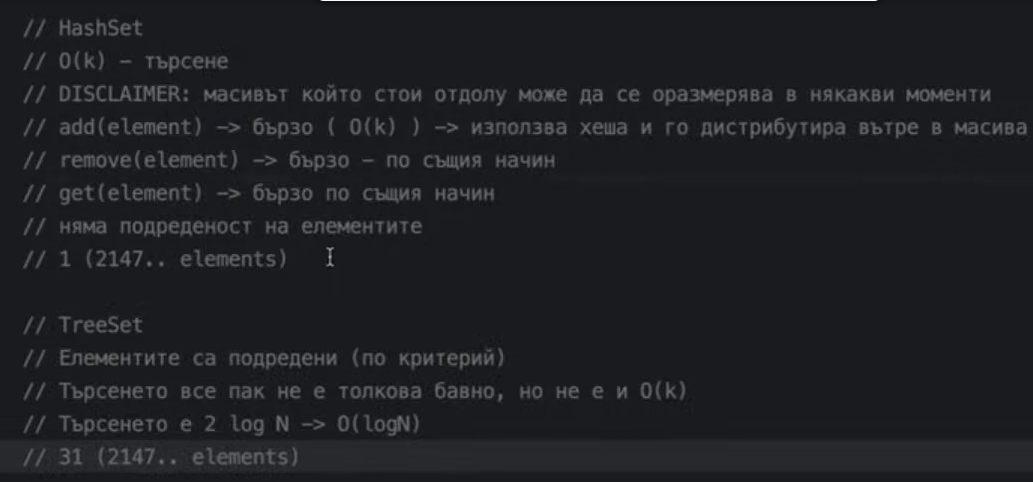 // HashSet
// O(k) – търсене
// DISCLAIMER: масивът който стои отдолу може да се оразмерява в някакви моменти
// add(element) -> бързо ( O(k) ) -> използва хеша и го дистрибутира вътре в масива
// remove(element) -> бързо – по същия начин
// get(element) -> бързо по същия начин
// няма подреденост на елементите
// 1 (2147.. elements)
// TreeSet
// Елементите са подредени (по критерий)
// Търсенето все пак не е толкова бавно, но не е и O(k)
// Търсенето е 2 log N -> O(logN)
// 31 (2147.. elements)